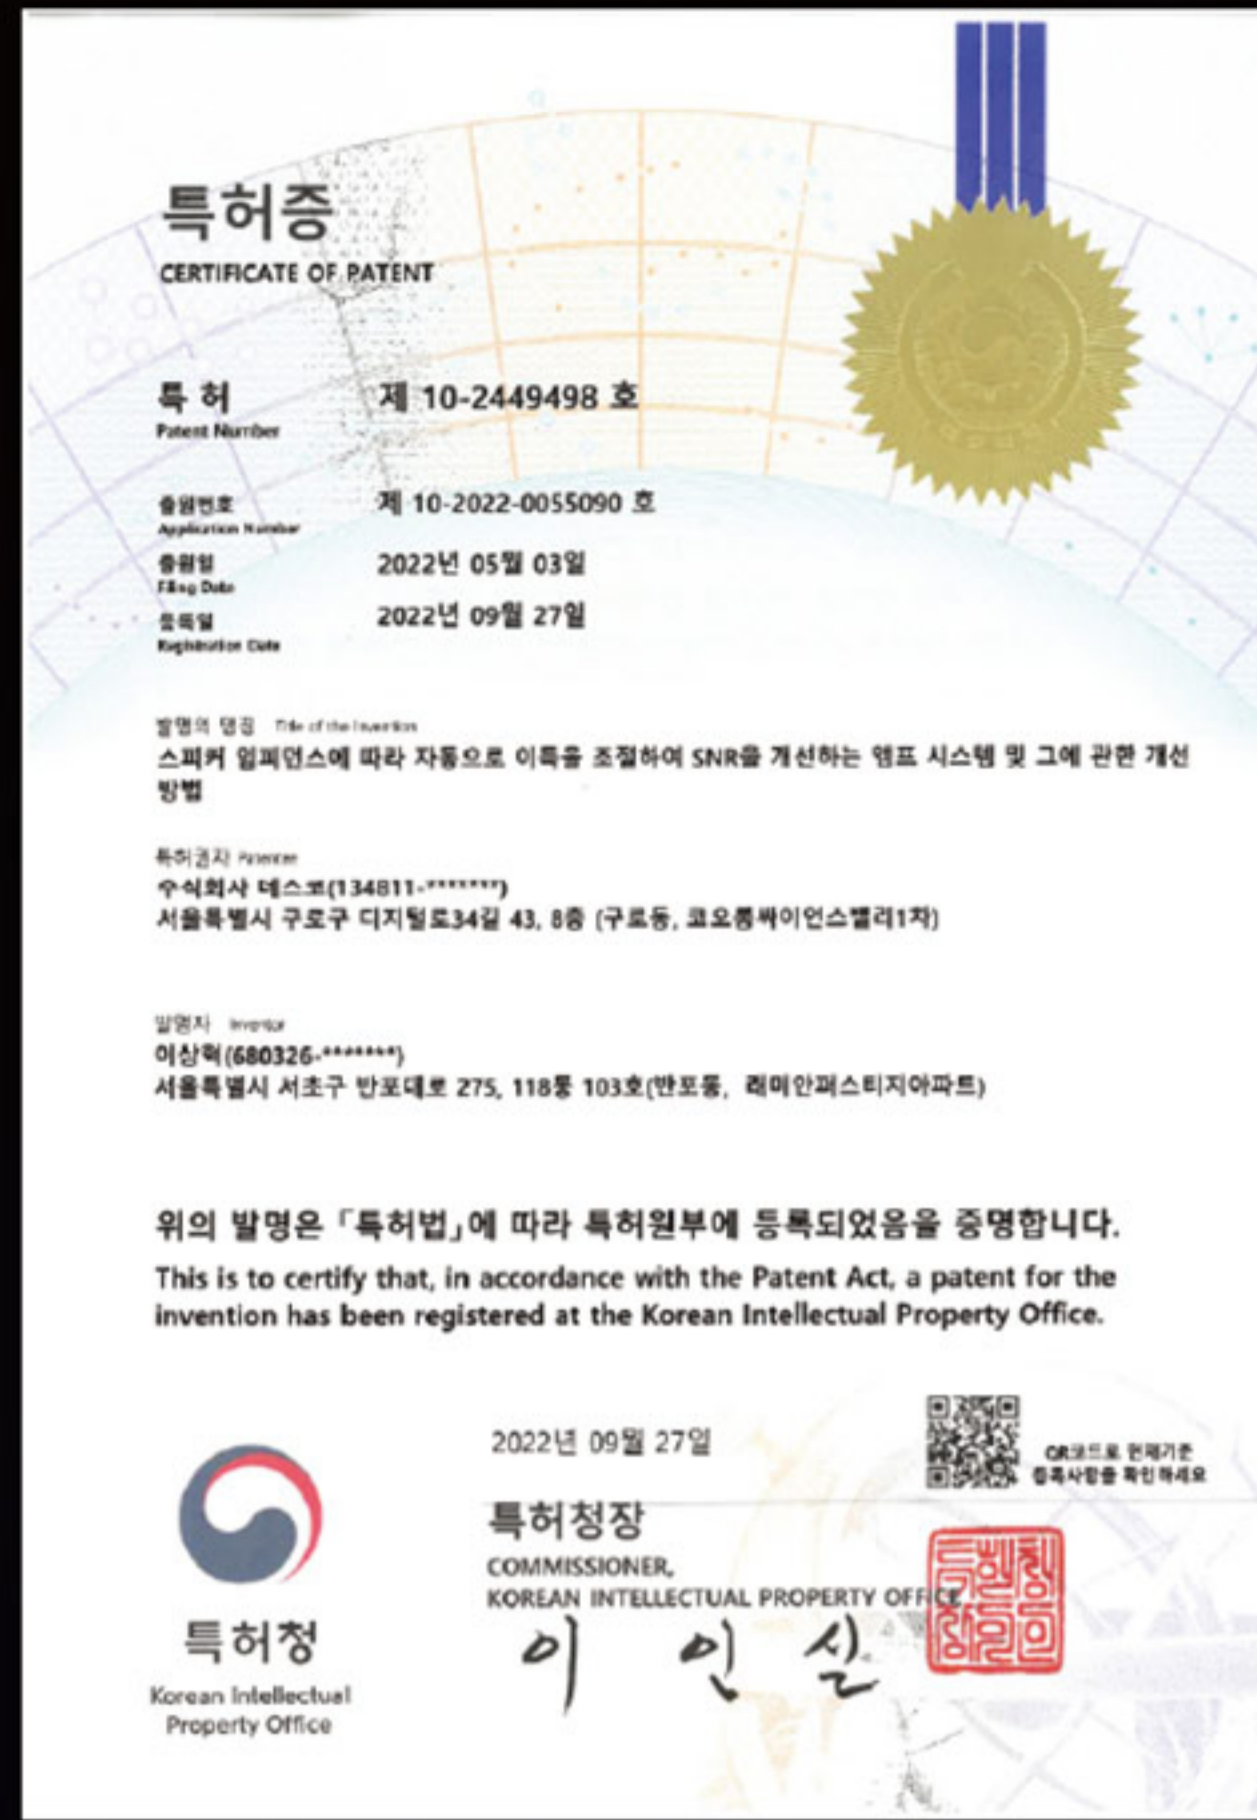 특허증
CERTIFICATE OF PATENT
특 허 제 10-2449498 호
Patent Number
출원번호 제 10-2022-0055090 호
Application Number
출원일 2022년 05월 03일
Filing Date
등록일 2022년 09월 27일
Registration Date
발명의 명칭 Title of the Invention
스피커 임피던스에 따라 자동으로 이득을 조절하여 SNR을 개선하는 앰프 시스템 및 그에 관한 개선
방법
특허권자 Patentee
주식회사 데스코(134811-*******)
서울특별시 구로구 디지털로34길 43, 8층 (구로동, 코오롱싸이언스밸리1차)
발명자 Inventor
이상혁(680326-*******)
서울특별시 서초구 반포대로 275, 118동 103호(반포동, 래미안퍼스티지아파트)
위의 발명은 「특허법」에 따라 특허원부에 등록되었음을 증명합니다.
This is to certify that, in accordance with the Patent Act, a patent for the
invention has been registered at the Korean Intellectual Property Office.
2022년 09월 27일
QR코드로 현재기준
등록사항을 확인하세요
특허청장
COMMISSIONER,
KOREAN INTELLECTUAL PROPERTY OFFICE
이 인 실
특허청
Korean Intellectual
Property Office